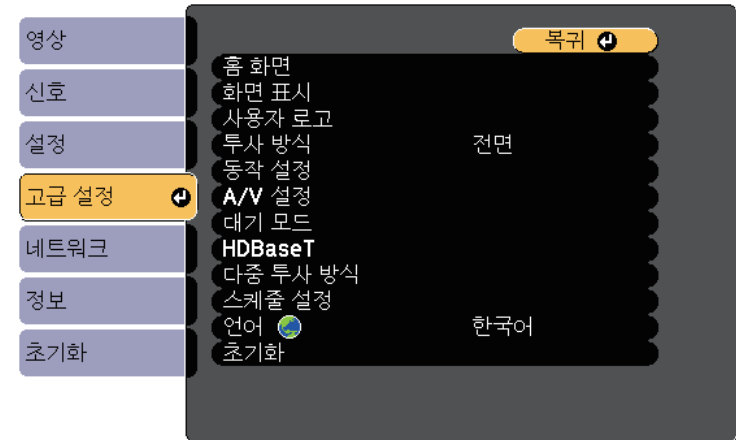 영상
신호
설정
고급 설정
네트워크
정보
초기화
복귀
홈 화면
화면 표시
사용자 로고
투사 방식 전면
동작 설정
A/V 설정
대기 모드
HDBaseT
다중 투사 방식
스케줄 설정
언어 한국어
초기화